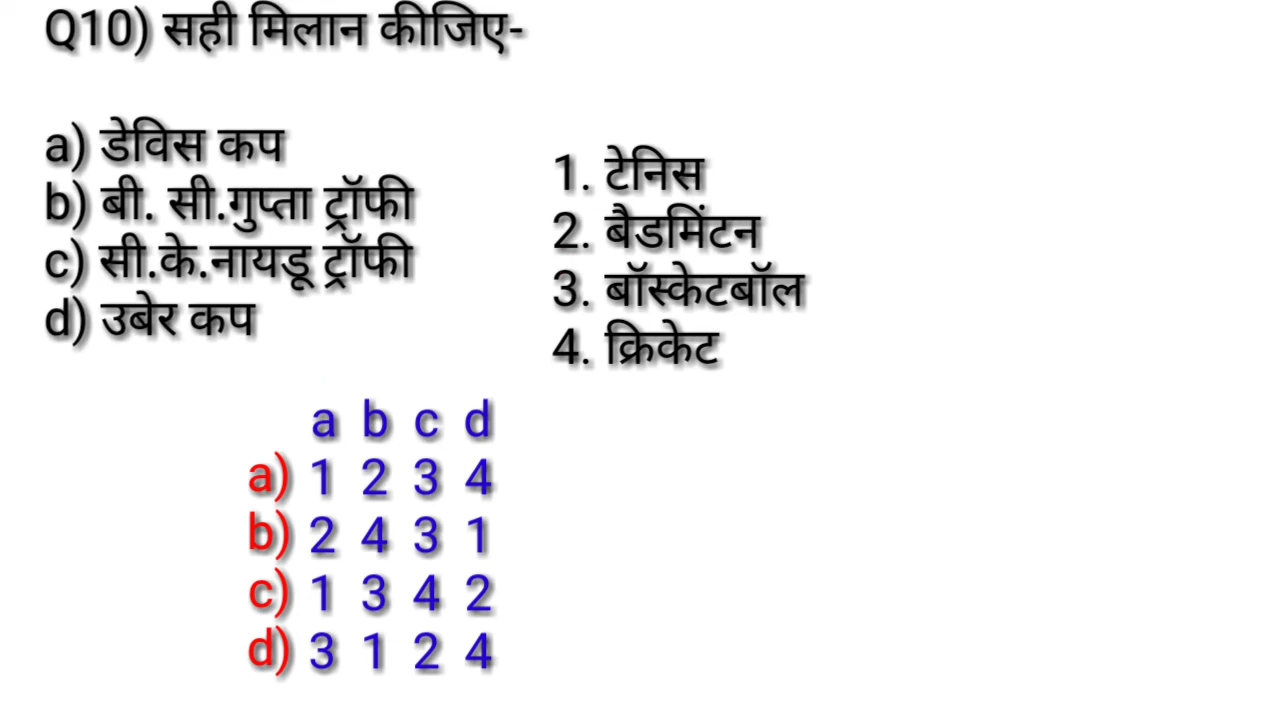 Q10) सही मिलान कीजिए-
a) डेविस कप
b) बी. सी.गुप्ता ट्रॉफी
c) सी.के.नायडू ट्रॉफी
d) उबेर कप
1. टेनिस
2. बैडमिंटन
3. बॉस्केटबॉल
4. क्रिकेट
a b c d
a) 1 2 3 4
b) 2 4 3 1
c) 1 3 4 2
d) 3 1 2 4